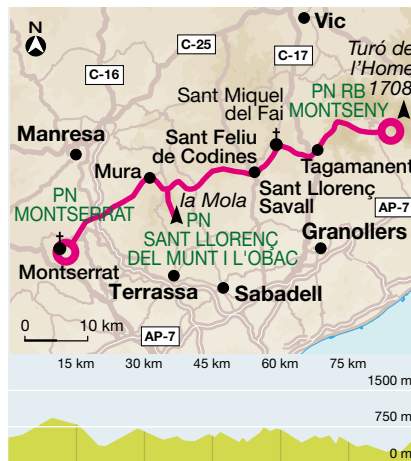 Vic
N
C-25
Turó de
l'Home
1708
C-17
C-16
Sant Miquel
del Fai
PN RB
MONTSENY
Manresa
Sant Feliu
de Codines
Mura
Tagamanent
la Mola
Sant Llorenç
Savall
PN
MONTSERRAT
AP-7
PN
SANT LLORENÇ
DEL MUNT I L'OBAC
Granollers
Montserrat
Terrassa
Sabadell
0 10 km
AP-7
15 km 30 km 45 km 60 km 75 km
1500 m
750 m
0 m